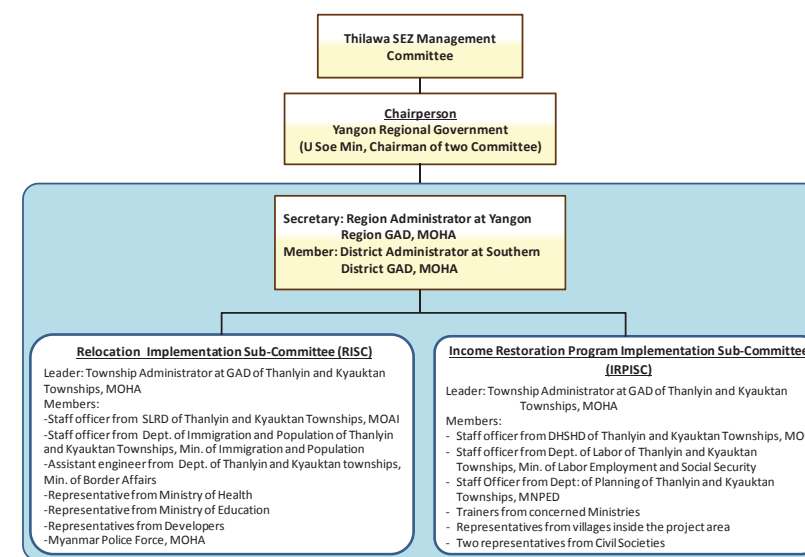 Thilawa SEZ Management
Committee
Chairperson
Yangon Regional Government
(U Soe Min, Chairman of two Committee)
Secretary: Region Administrator at Yangon
Region GAD, MOHA
Member: District Administrator at Southern
District GAD, MOHA
Relocation Implementation Sub-Committee (RISC)
Leader: Township Administrator at GAD of Thanlyin and Kyauktan
Townships, MOHA
Members:
-Staff officer from SLRD of Thanlyin and Kyauktan Townships, MOAI
-Staff officer from Dept. of Immigration and Population of Thanlyin
and Kyauktan Townships, Min. of Immigration and Population
-Assistant engineer from Dept. of Thanlyin and Kyauktan townships,
Min. of Border Affairs
-Representative from Ministry of Health
-Representative from Ministry of Education
-Representatives from Developers
-Myanmar Police Force, MOHA
Income Restoration Program Implementation Sub-Committee
(IRPISC)
Leader: Township Administrator at GAD of Thanlyin and Kyauktan
Townships, MOHA
Members:
- Staff officer from DHSHD of Thanlyin and Kyauktan Townships,
- Staff officer from Dept. of Labor of Thanlyin and Kyauktan
Townships, Min. of Labor Employment and Social Security
- Staff Officer from Dept: of Planning of Thanlyin and Kyauktan
Townships, MNPED
- Trainers from concerned Ministries
- Representatives from villages inside the project area
- Two representatives from Civil Societies